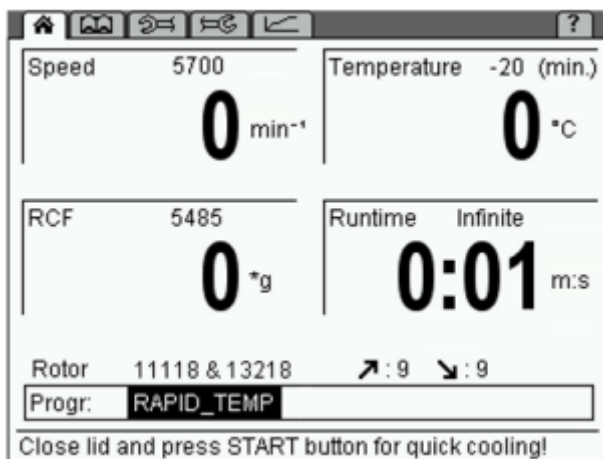 ?
Speed 5700
0 min⁻¹
Temperature -20 (min.)
0 °C
RCF 5485
0 *g
Runtime Infinite
0:01 m:s
Rotor 11118 & 13218 ↗ : 9 ↘ : 9
Progr: RAPID_TEMP
Close lid and press START button for quick cooling!